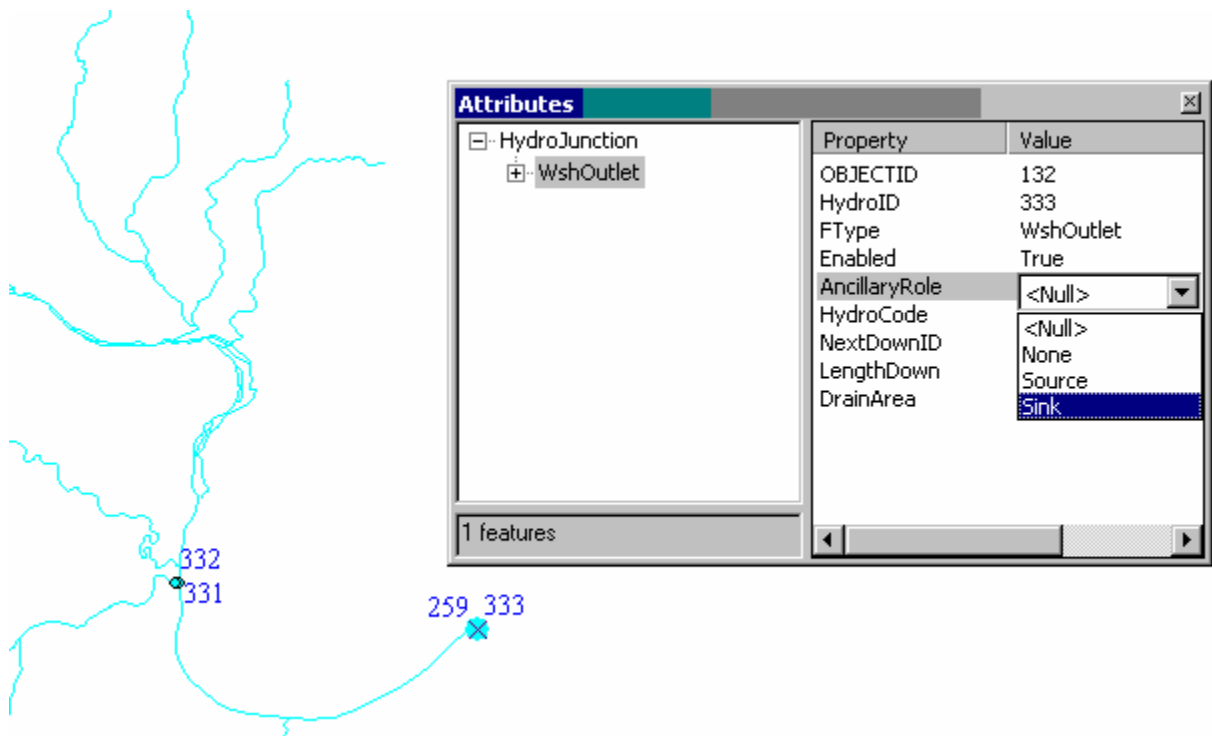 Attributes
HydroJunction
WshOutlet
1 features
Property Value
OBJECTID 132
HydroID 333
FType WshOutlet
Enabled True
AncillaryRole <Null>
HydroCode <Null>
NextDownID None
LengthDown Source
DrainArea Sink
332
331
259 333